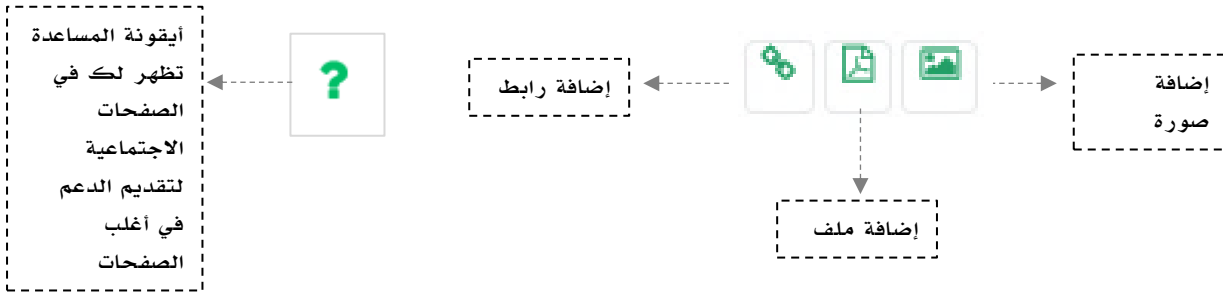 إضافة
صورة
إضافة رابط
إضافة ملف
?
أيقونة المساعدة
تظهر لك في
الصفحات
الاجتماعية
لتقديم الدعم
في أغلب
الصفحات